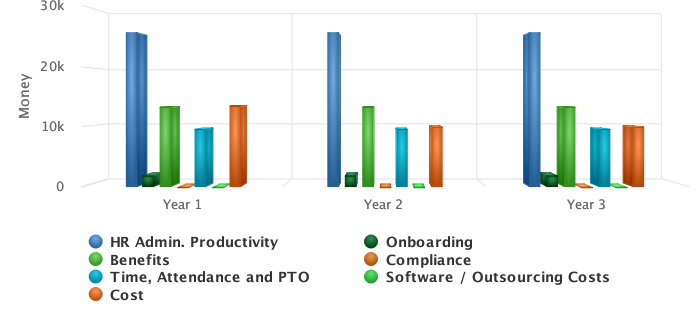 30k
20k
10k
0
Money
Year 1 Year 2 Year 3
HR Admin. Productivity Onboarding
Benefits Compliance
Time, Attendance and PTO Software / Outsourcing Costs
Cost